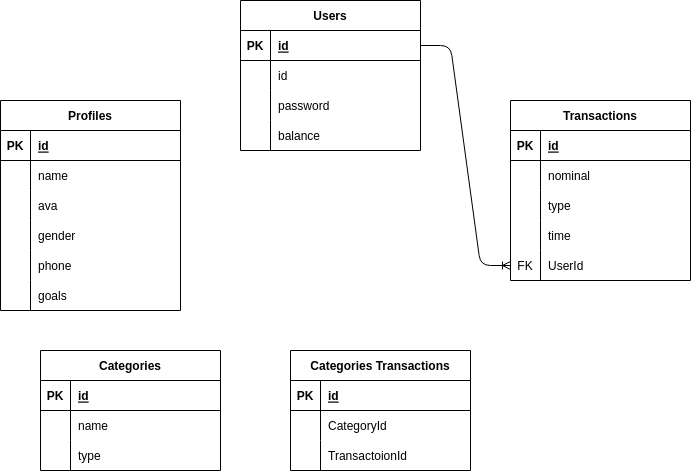 Users
PK id
id
password
balance
Profiles
PK id
name
ava
gender
phone
goals
Transactions
PK id
nominal
type
time
FK UserId
Categories
PK id
name
type
Categories Transactions
PK id
CategoryId
TransactoionId